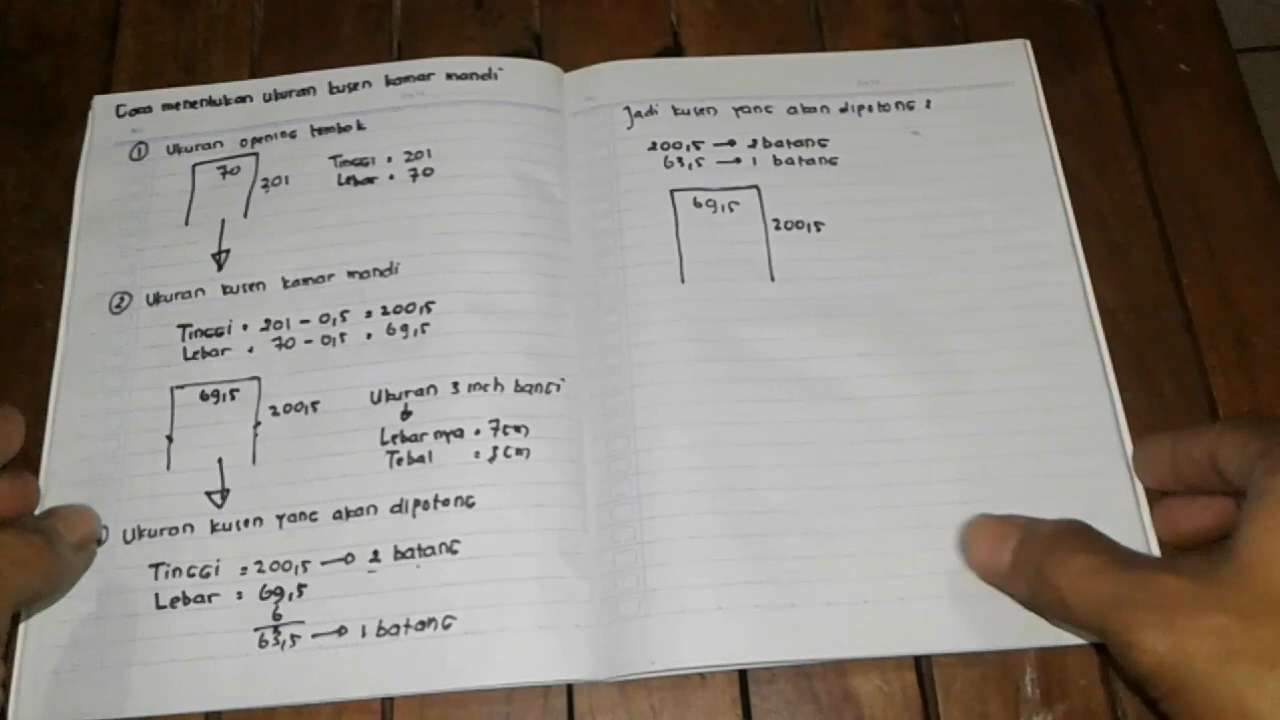 Cara menentukan ukuran kusen kamar mandi
① Ukuran opening tembok
70
201
Tinggi = 201
Lebar = 70
② Ukuran kusen kamar mandi
Tinggi = 201 - 0,5 = 200,5
Lebar = 70 - 0,5 = 69,5
69,5
200,5
Ukuran 3 inch banci
Lebar nya = 7cm
Tebal = 3cm
Ukuran kusen yang akan dipotong
Tinggi = 200,5 → 2 batang
Lebar = 69,5
6
63,5 → 1 batang
Jadi kusen yang akan dipotong :
200,5 → 2 batang
63,5 → 1 batang
69,5
200,5